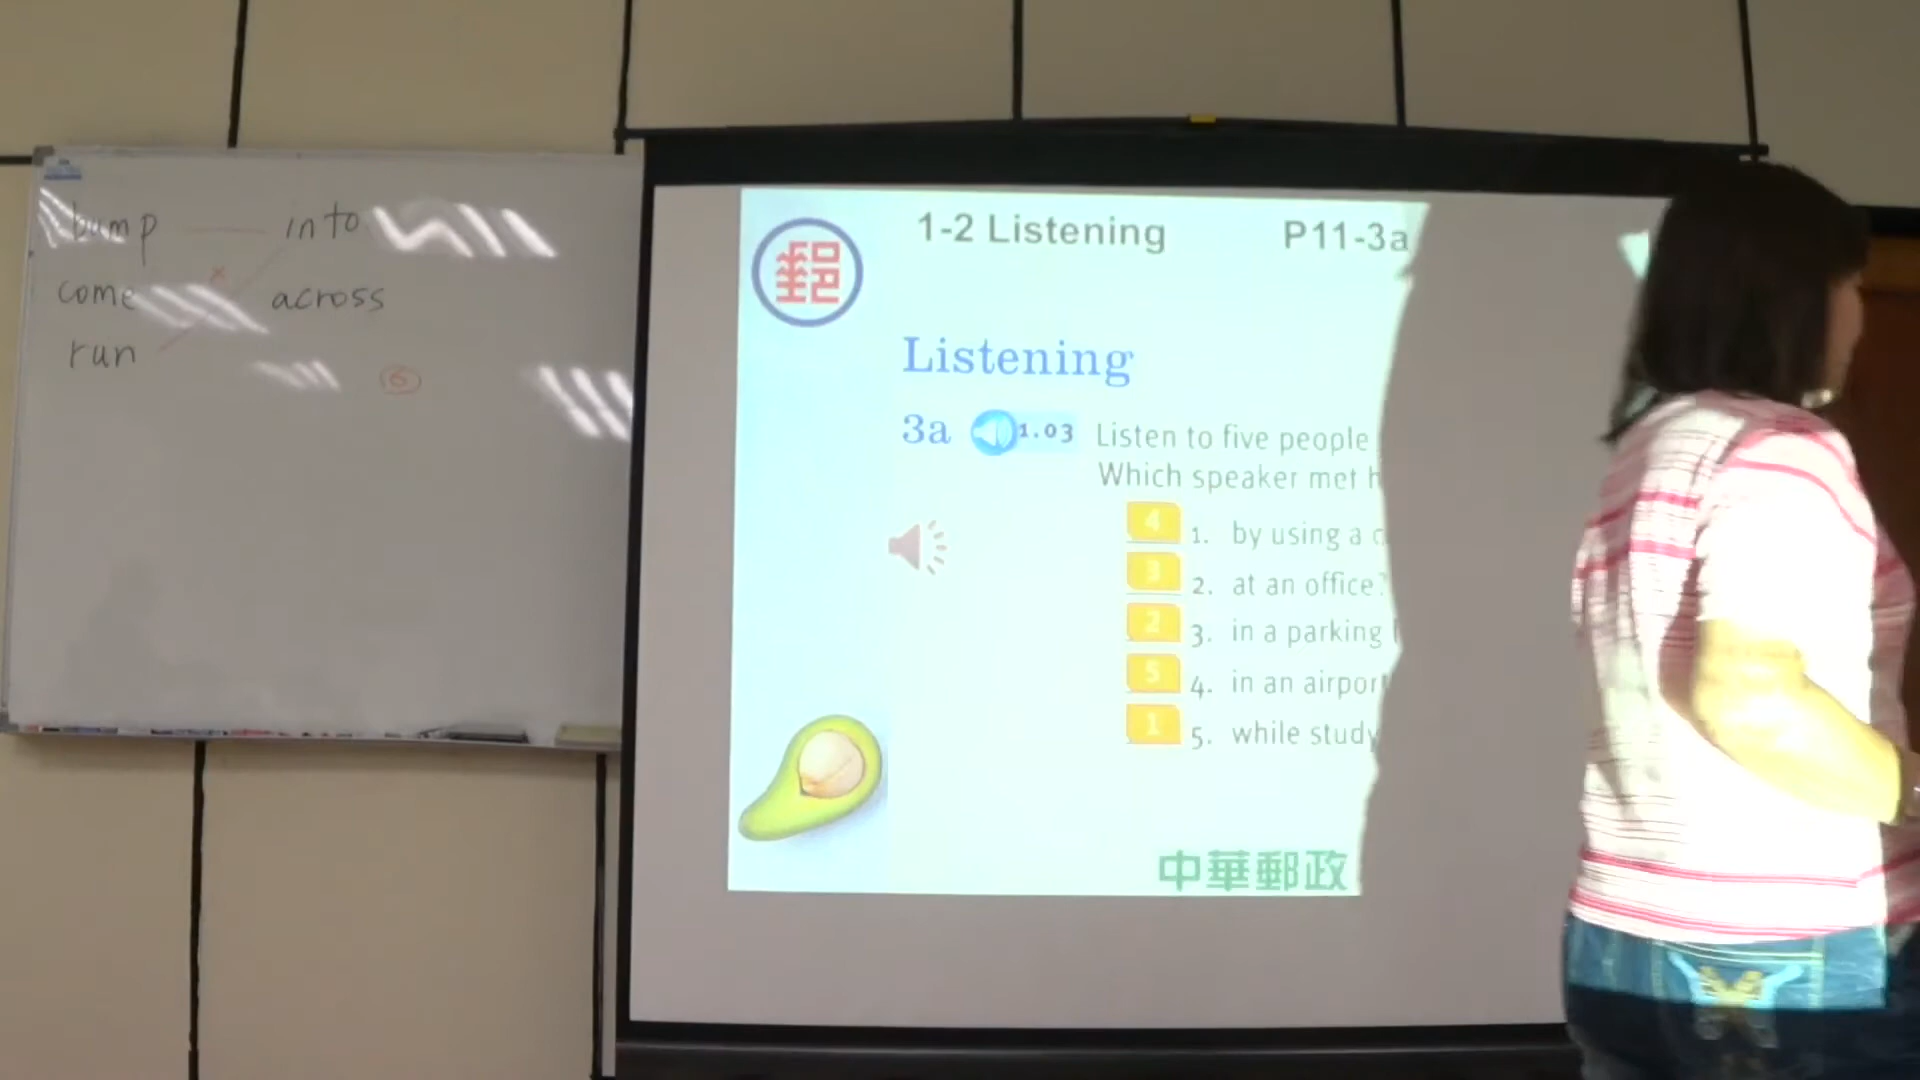 bump into
come across
run
6
郵
1-2 Listening P11-3a
Listening
3a 1.03 Listen to five people
Which speaker met
4 1. by using a
3 2. at an office?
2 3. in a parking
5 4. in an airport
1 5. while study
中華郵政